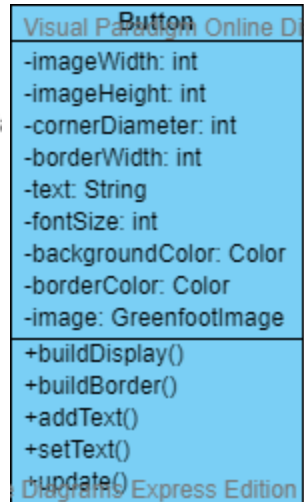 Button
Visual Paradigm Online Di
-imageWidth: int
-imageHeight: int
-cornerDiameter: int
-borderWidth: int
-text: String
-fontSize: int
-backgroundColor: Color
-borderColor: Color
-image: GreenfootImage
+buildDisplay()
+buildBorder()
+addText()
+setText()
+update()
Diagrams Express Edition